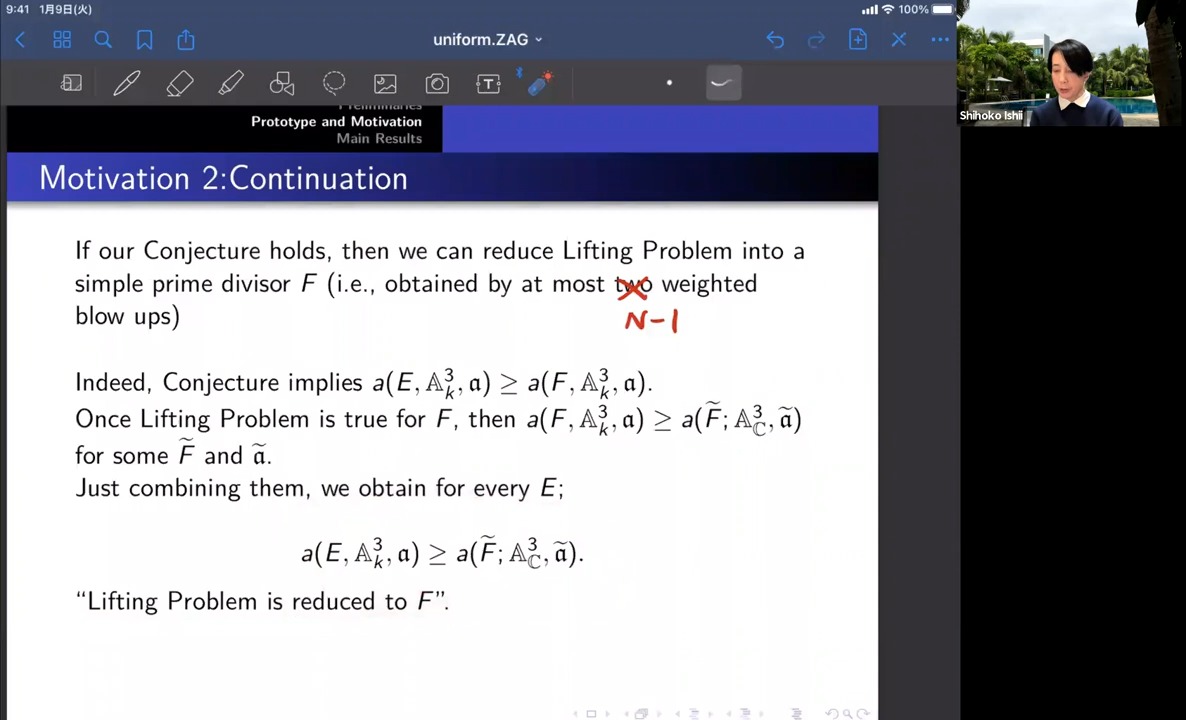 9:41 1月9日(火)
100%
uniform.ZAG
T
Shihoko Ishii
Preliminaries
Prototype and Motivation
Main Results
Motivation 2:Continuation
If our Conjecture holds, then we can reduce Lifting Problem into a
simple prime divisor F (i.e., obtained by at most two weighted
N-1
blow ups)
Indeed, Conjecture implies a(E, 𝔸³ₖ, 𝔞) ≥ a(F, 𝔸³ₖ, 𝔞).
Once Lifting Problem is true for F, then a(F, 𝔸³ₖ, 𝔞) ≥ a(F̃; 𝔸³_ℂ, 𝔞̃)
for some F̃ and 𝔞̃.
Just combining them, we obtain for every E;
a(E, 𝔸³ₖ, 𝔞) ≥ a(F̃; 𝔸³_ℂ, 𝔞̃).
“Lifting Problem is reduced to F”.